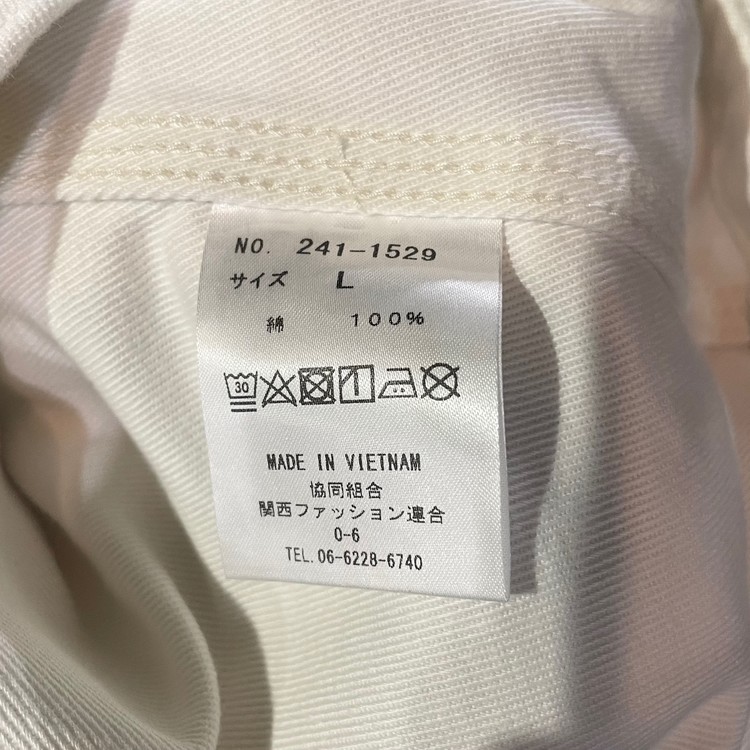 NO. 241-1529
サイズ L
綿 100%
30
MADE IN VIETNAM
協同組合
関西ファッション連合
0-6
TEL.06-6228-6740